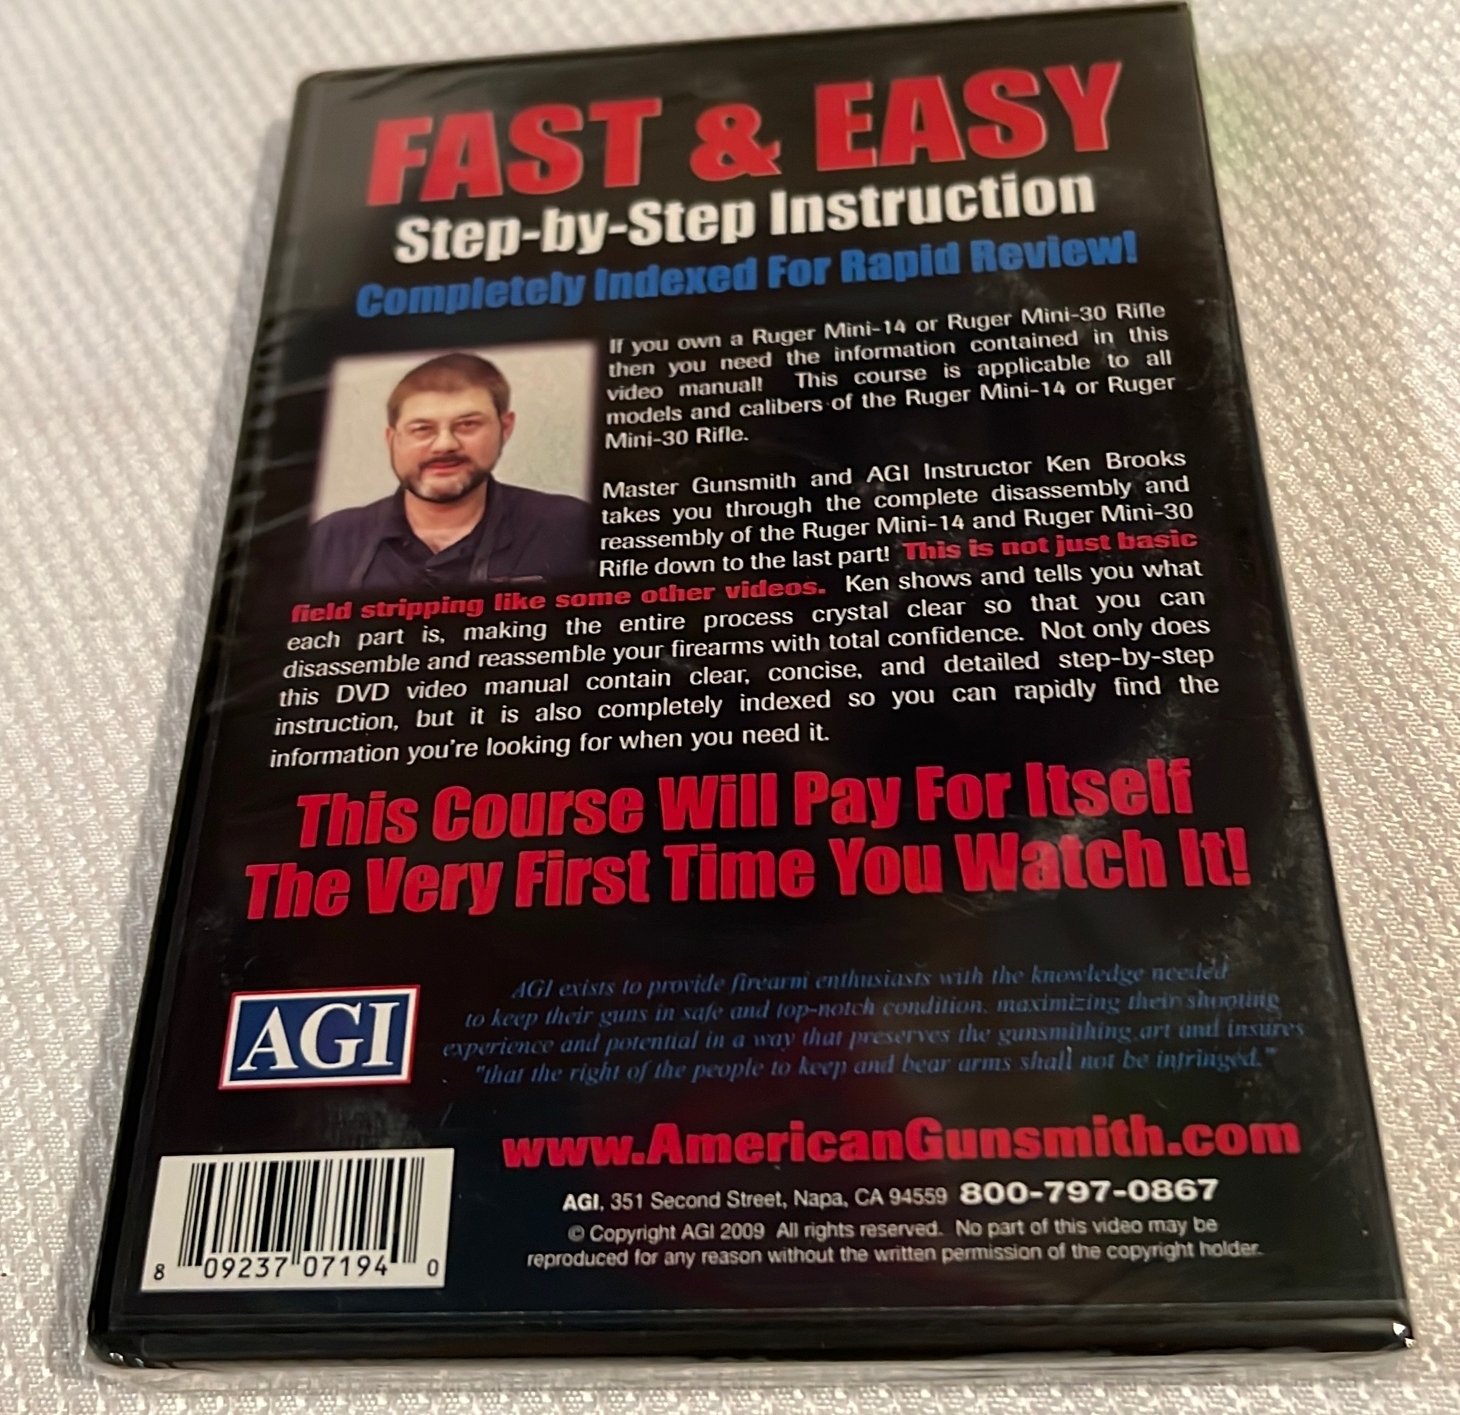 FAST & EASY
Step-by-Step Instruction
Completely Indexed For Rapid Review!
If you own a Ruger Mini-14 or Ruger Mini-30 Rifle
then you need the information contained in this
video manual! This course is applicable to all
models and calibers of the Ruger Mini-14 or Ruger
Mini-30 Rifle.
Master Gunsmith and AGI Instructor Ken Brooks
takes you through the complete disassembly and
reassembly of the Ruger Mini-14 and Ruger Mini-30
Rifle down to the last part! This is not just basic
field stripping like some other videos. Ken shows and tells you what
each part is, making the entire process crystal clear so that you can
disassemble and reassemble your firearms with total confidence. Not only does
this DVD video manual contain clear, concise, and detailed step-by-step
instruction, but it is also completely indexed so you can rapidly find the
information you're looking for when you need it.
This Course Will Pay For Itself
The Very First Time You Watch It!
AGI
AGI exists to provide firearm enthusiasts with the knowledge needed
to keep their guns in safe and top-notch condition, maximizing their shooting
experience and potential in a way that preserves the gunsmithing art and insures
"that the right of the people to keep and bear arms shall not be infringed."
www.AmericanGunsmith.com
AGI, 351 Second Street, Napa, CA 94559 800-797-0867
© Copyright AGI 2009 All rights reserved. No part of this video may be
reproduced for any reason without the written permission of the copyright holder.
8 09237 07194 0